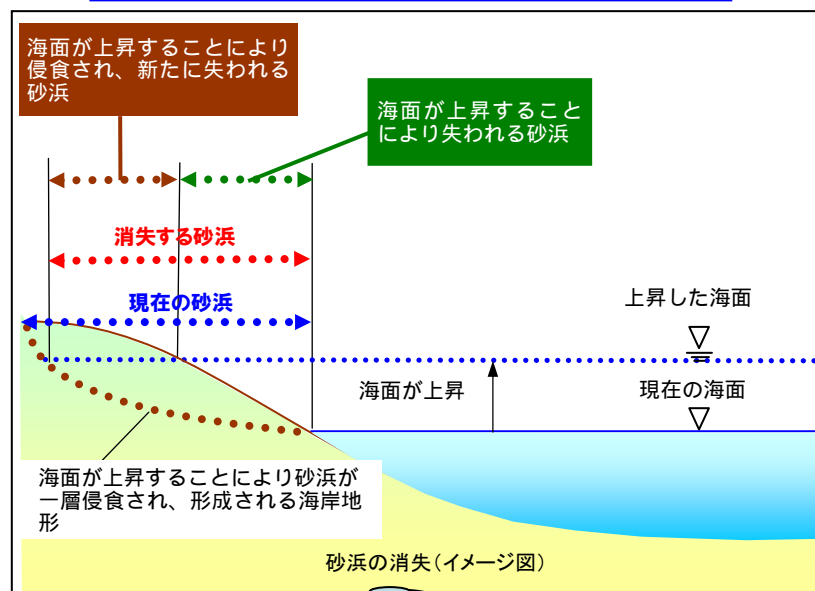 海面が上昇することにより
侵食され、新たに失われる
砂浜
海面が上昇すること
により失われる砂浜
消失する砂浜
現在の砂浜
上昇した海面
海面が上昇
現在の海面
海面が上昇することにより砂浜が
一層侵食され、形成される海岸地
形
砂浜の消失(イメージ図)